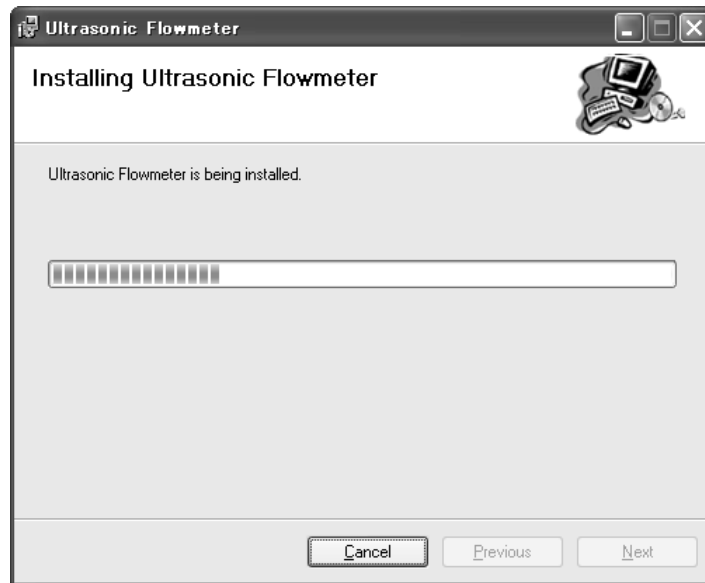 Ultrasonic Flowmeter
Installing Ultrasonic Flowmeter
Ultrasonic Flowmeter is being installed.
Cancel Previous Next